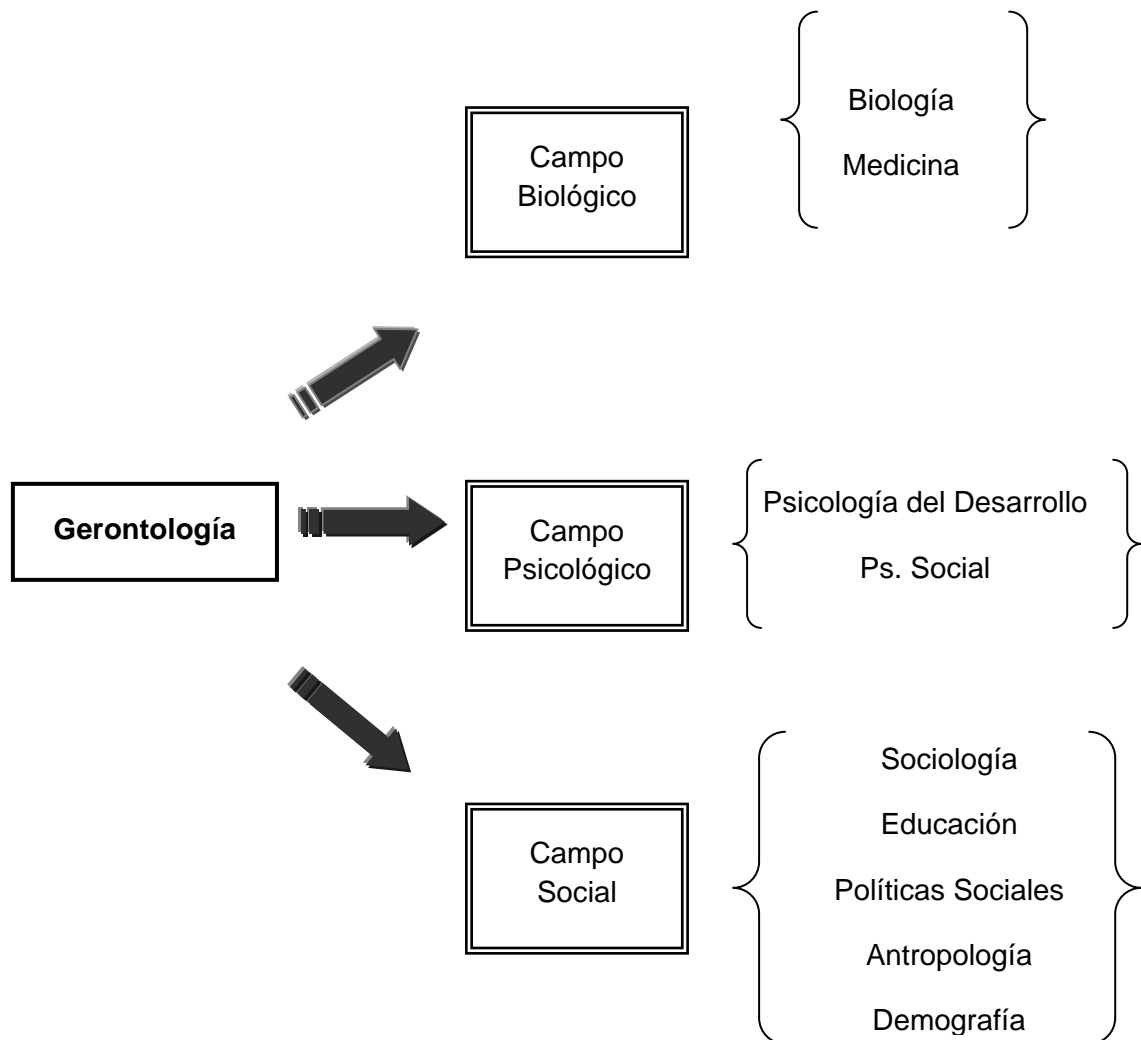 Campo
Biológico
Biología
Medicina
Gerontología
Campo
Psicológico
Psicología del Desarrollo
Ps. Social
Campo
Social
Sociología
Educación
Políticas Sociales
Antropología
Demografía